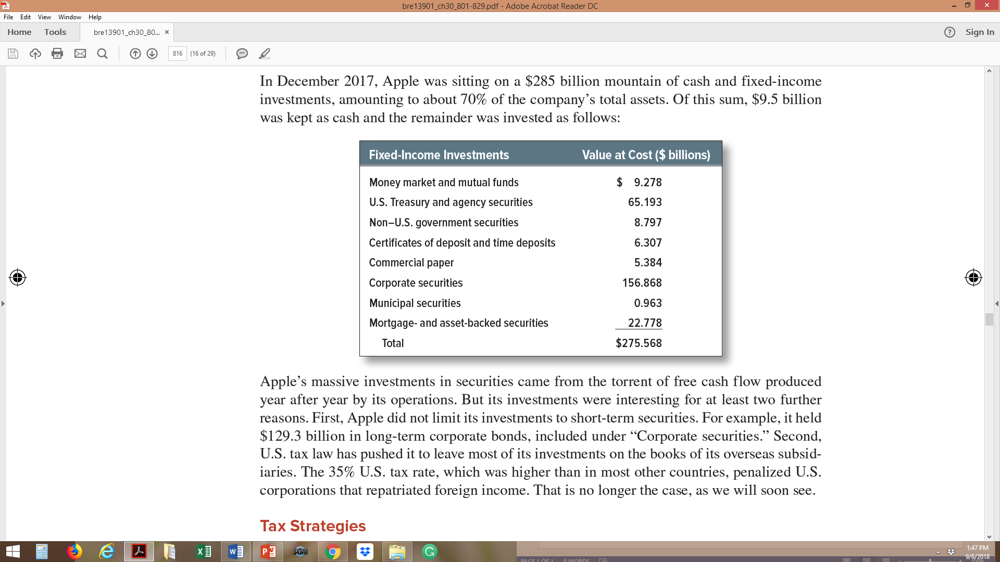 bre13901_ch30_801-829.pdf - Adobe Acrobat Reader DC
File Edit View Window Help
Home Tools bre13901_ch30_80... × ? Sign In
816 (16 of 29)
In December 2017, Apple was sitting on a $285 billion mountain of cash and fixed-income
investments, amounting to about 70% of the company’s total assets. Of this sum, $9.5 billion
was kept as cash and the remainder was invested as follows:
Fixed-Income Investments Value at Cost ($ billions)
Money market and mutual funds $ 9.278
U.S. Treasury and agency securities 65.193
Non–U.S. government securities 8.797
Certificates of deposit and time deposits 6.307
Commercial paper 5.384
Corporate securities 156.868
Municipal securities 0.963
Mortgage- and asset-backed securities 22.778
Total $275.568
Apple’s massive investments in securities came from the torrent of free cash flow produced
year after year by its operations. But its investments were interesting for at least two further
reasons. First, Apple did not limit its investments to short-term securities. For example, it held
$129.3 billion in long-term corporate bonds, included under “Corporate securities.” Second,
U.S. tax law has pushed it to leave most of its investments on the books of its overseas subsid-
iaries. The 35% U.S. tax rate, which was higher than in most other countries, penalized U.S.
corporations that repatriated foreign income. That is no longer the case, as we will soon see.
Tax Strategies
1:47 PM
PAGE 1 OF 1 0 WORDS 100%
9/6/2018